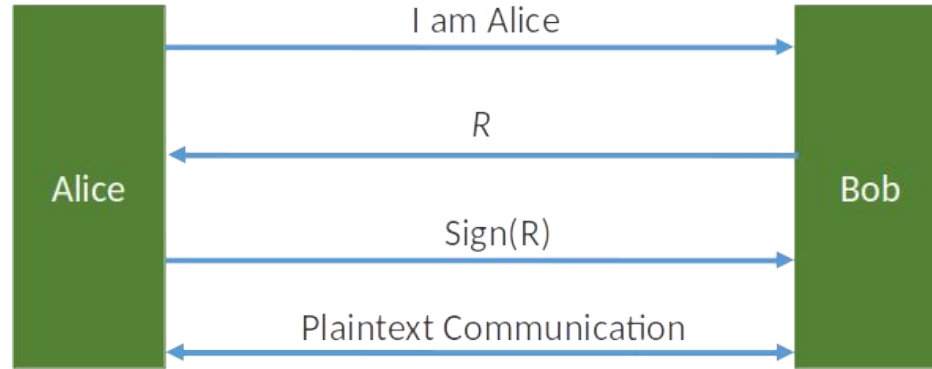 I am Alice
R
Alice
Bob
Sign(R)
Plaintext Communication